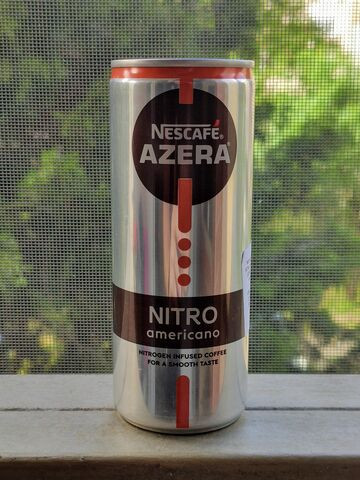 NESCAFÉ®
AZERA®
NITRO
americano
NITROGEN INFUSED COFFEE
FOR A SMOOTH TASTE